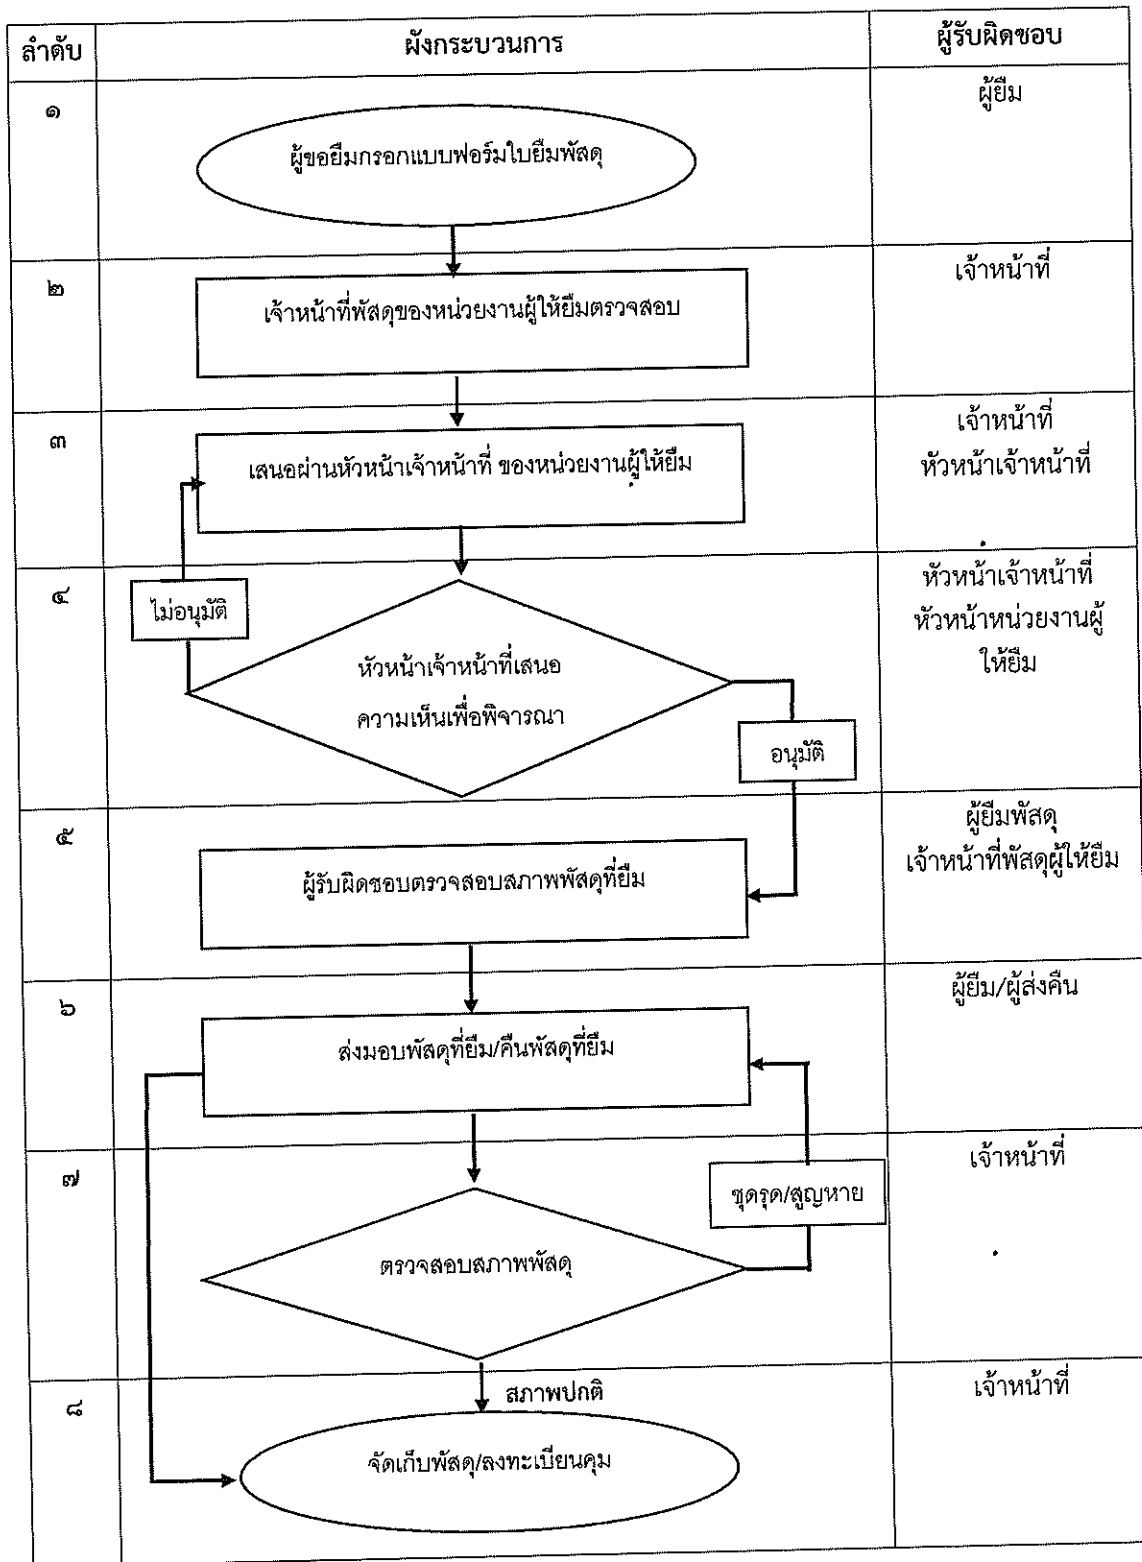 ลำดับ
ผังกระบวนการ
ผู้รับผิดชอบ
๑
ผู้ขอยืมกรอกแบบฟอร์มใบยืมพัสดุ
ผู้ยืม
๒
เจ้าหน้าที่พัสดุของหน่วยงานผู้ให้ยืมตรวจสอบ
เจ้าหน้าที่
๓
เสนอผ่านหัวหน้าเจ้าหน้าที่ ของหน่วยงานผู้ให้ยืม
เจ้าหน้าที่
หัวหน้าเจ้าหน้าที่
๔
ไม่อนุมัติ
หัวหน้าเจ้าหน้าที่เสนอ
ความเห็นเพื่อพิจารณา
อนุมัติ
หัวหน้าเจ้าหน้าที่
หัวหน้าหน่วยงานผู้
ให้ยืม
๕
ผู้รับผิดชอบตรวจสอบสภาพพัสดุที่ยืม
ผู้ยืมพัสดุ
เจ้าหน้าที่พัสดุผู้ให้ยืม
๖
ส่งมอบพัสดุที่ยืม/คืนพัสดุที่ยืม
ผู้ยืม/ผู้ส่งคืน
๗
ตรวจสอบสภาพพัสดุ
ชุดรุด/สูญหาย
เจ้าหน้าที่
๘
สภาพปกติ
จัดเก็บพัสดุ/ลงทะเบียนคุม
เจ้าหน้าที่